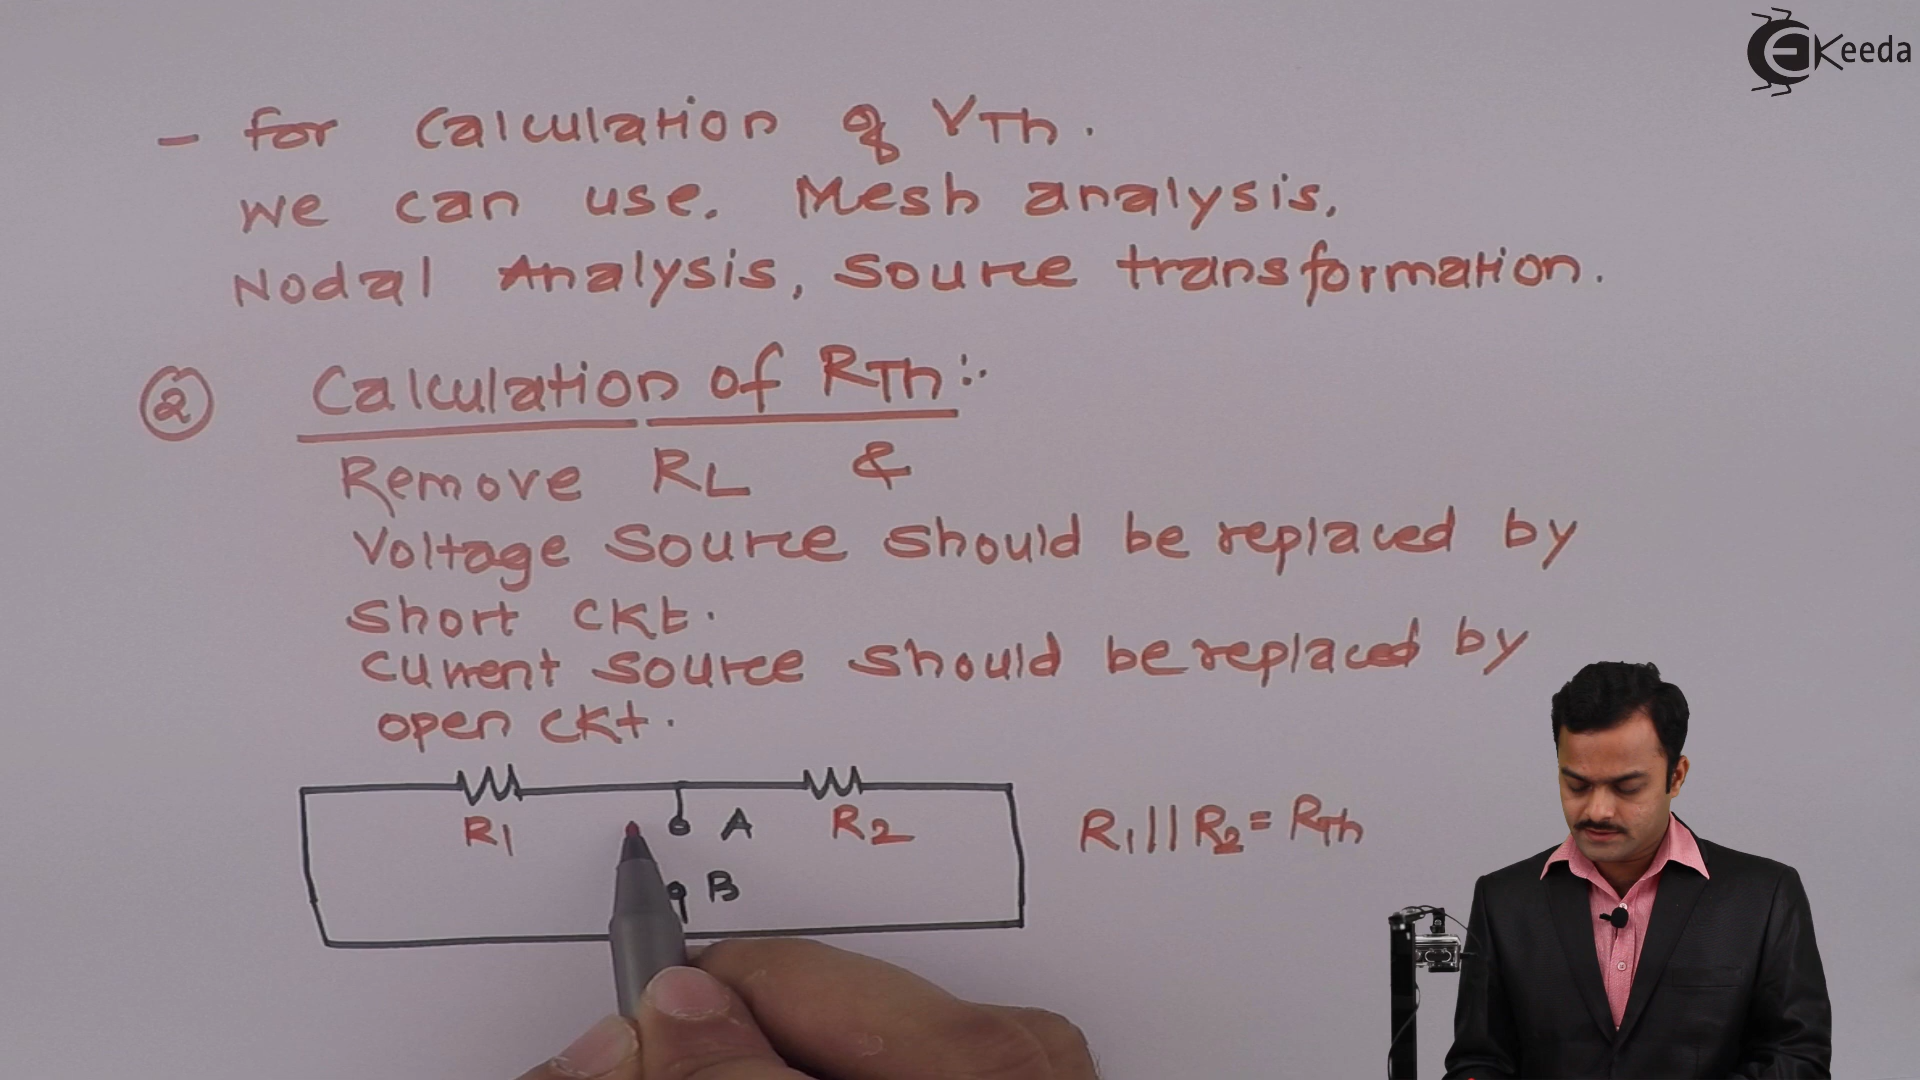 eKeeda
- for Calculation of VTh.
we can use. Mesh analysis,
Nodal Analysis, Source transformation.
② Calculation of RTh:-
Remove RL &
Voltage Source should be replaced by
Short CKt.
Current source should be replaced by
open CKt.
R1 A R2 R1 || R2 = RTh
B